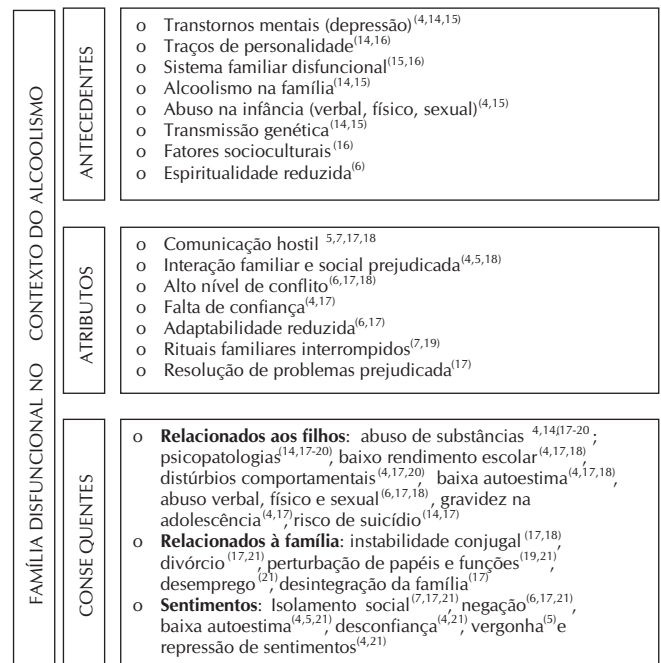 FAMÍLIA DISFUNCIONAL NO CONTEXTO DO ALCOOLISMO
ANTECEDENTES
o Transtornos mentais (depressão)(4,14,15)
o Traços de personalidade(14,16)
o Sistema familiar disfuncional(15,16)
o Alcoolismo na família(14,15)
o Abuso na infância (verbal, físico, sexual)(4,15)
o Transmissão genética(14,15)
o Fatores socioculturais(16)
o Espiritualidade reduzida(6)
ATRIBUTOS
o Comunicação hostil 5,7,17,18
o Interação familiar e social prejudicada(4,5,18)
o Alto nível de conflito(6,17,18)
o Falta de confiança(4,17)
o Adaptabilidade reduzida(6,17)
o Rituais familiares interrompidos(7,19)
o Resolução de problemas prejudicada(17)
CONSEQUENTES
o Relacionados aos filhos: abuso de substâncias 4,14,17-20;
psicopatologias(14,17-20), baixo rendimento escolar(4,17,18),
distúrbios comportamentais(4,17,20), baixa autoestima(4,17,18),
abuso verbal, físico e sexual(6,17,18), gravidez na
adolescência(4,17), risco de suicídio(14,17)
o Relacionados à família: instabilidade conjugal(17,18),
divórcio(17,21), perturbação de papéis e funções(19,21),
desemprego(21), desintegração da família(17)
o Sentimentos: Isolamento social(7,17,21), negação(6,17,21),
baixa autoestima(4,5,21), desconfiança(4,21), vergonha(5) e
repressão de sentimentos(4,21)